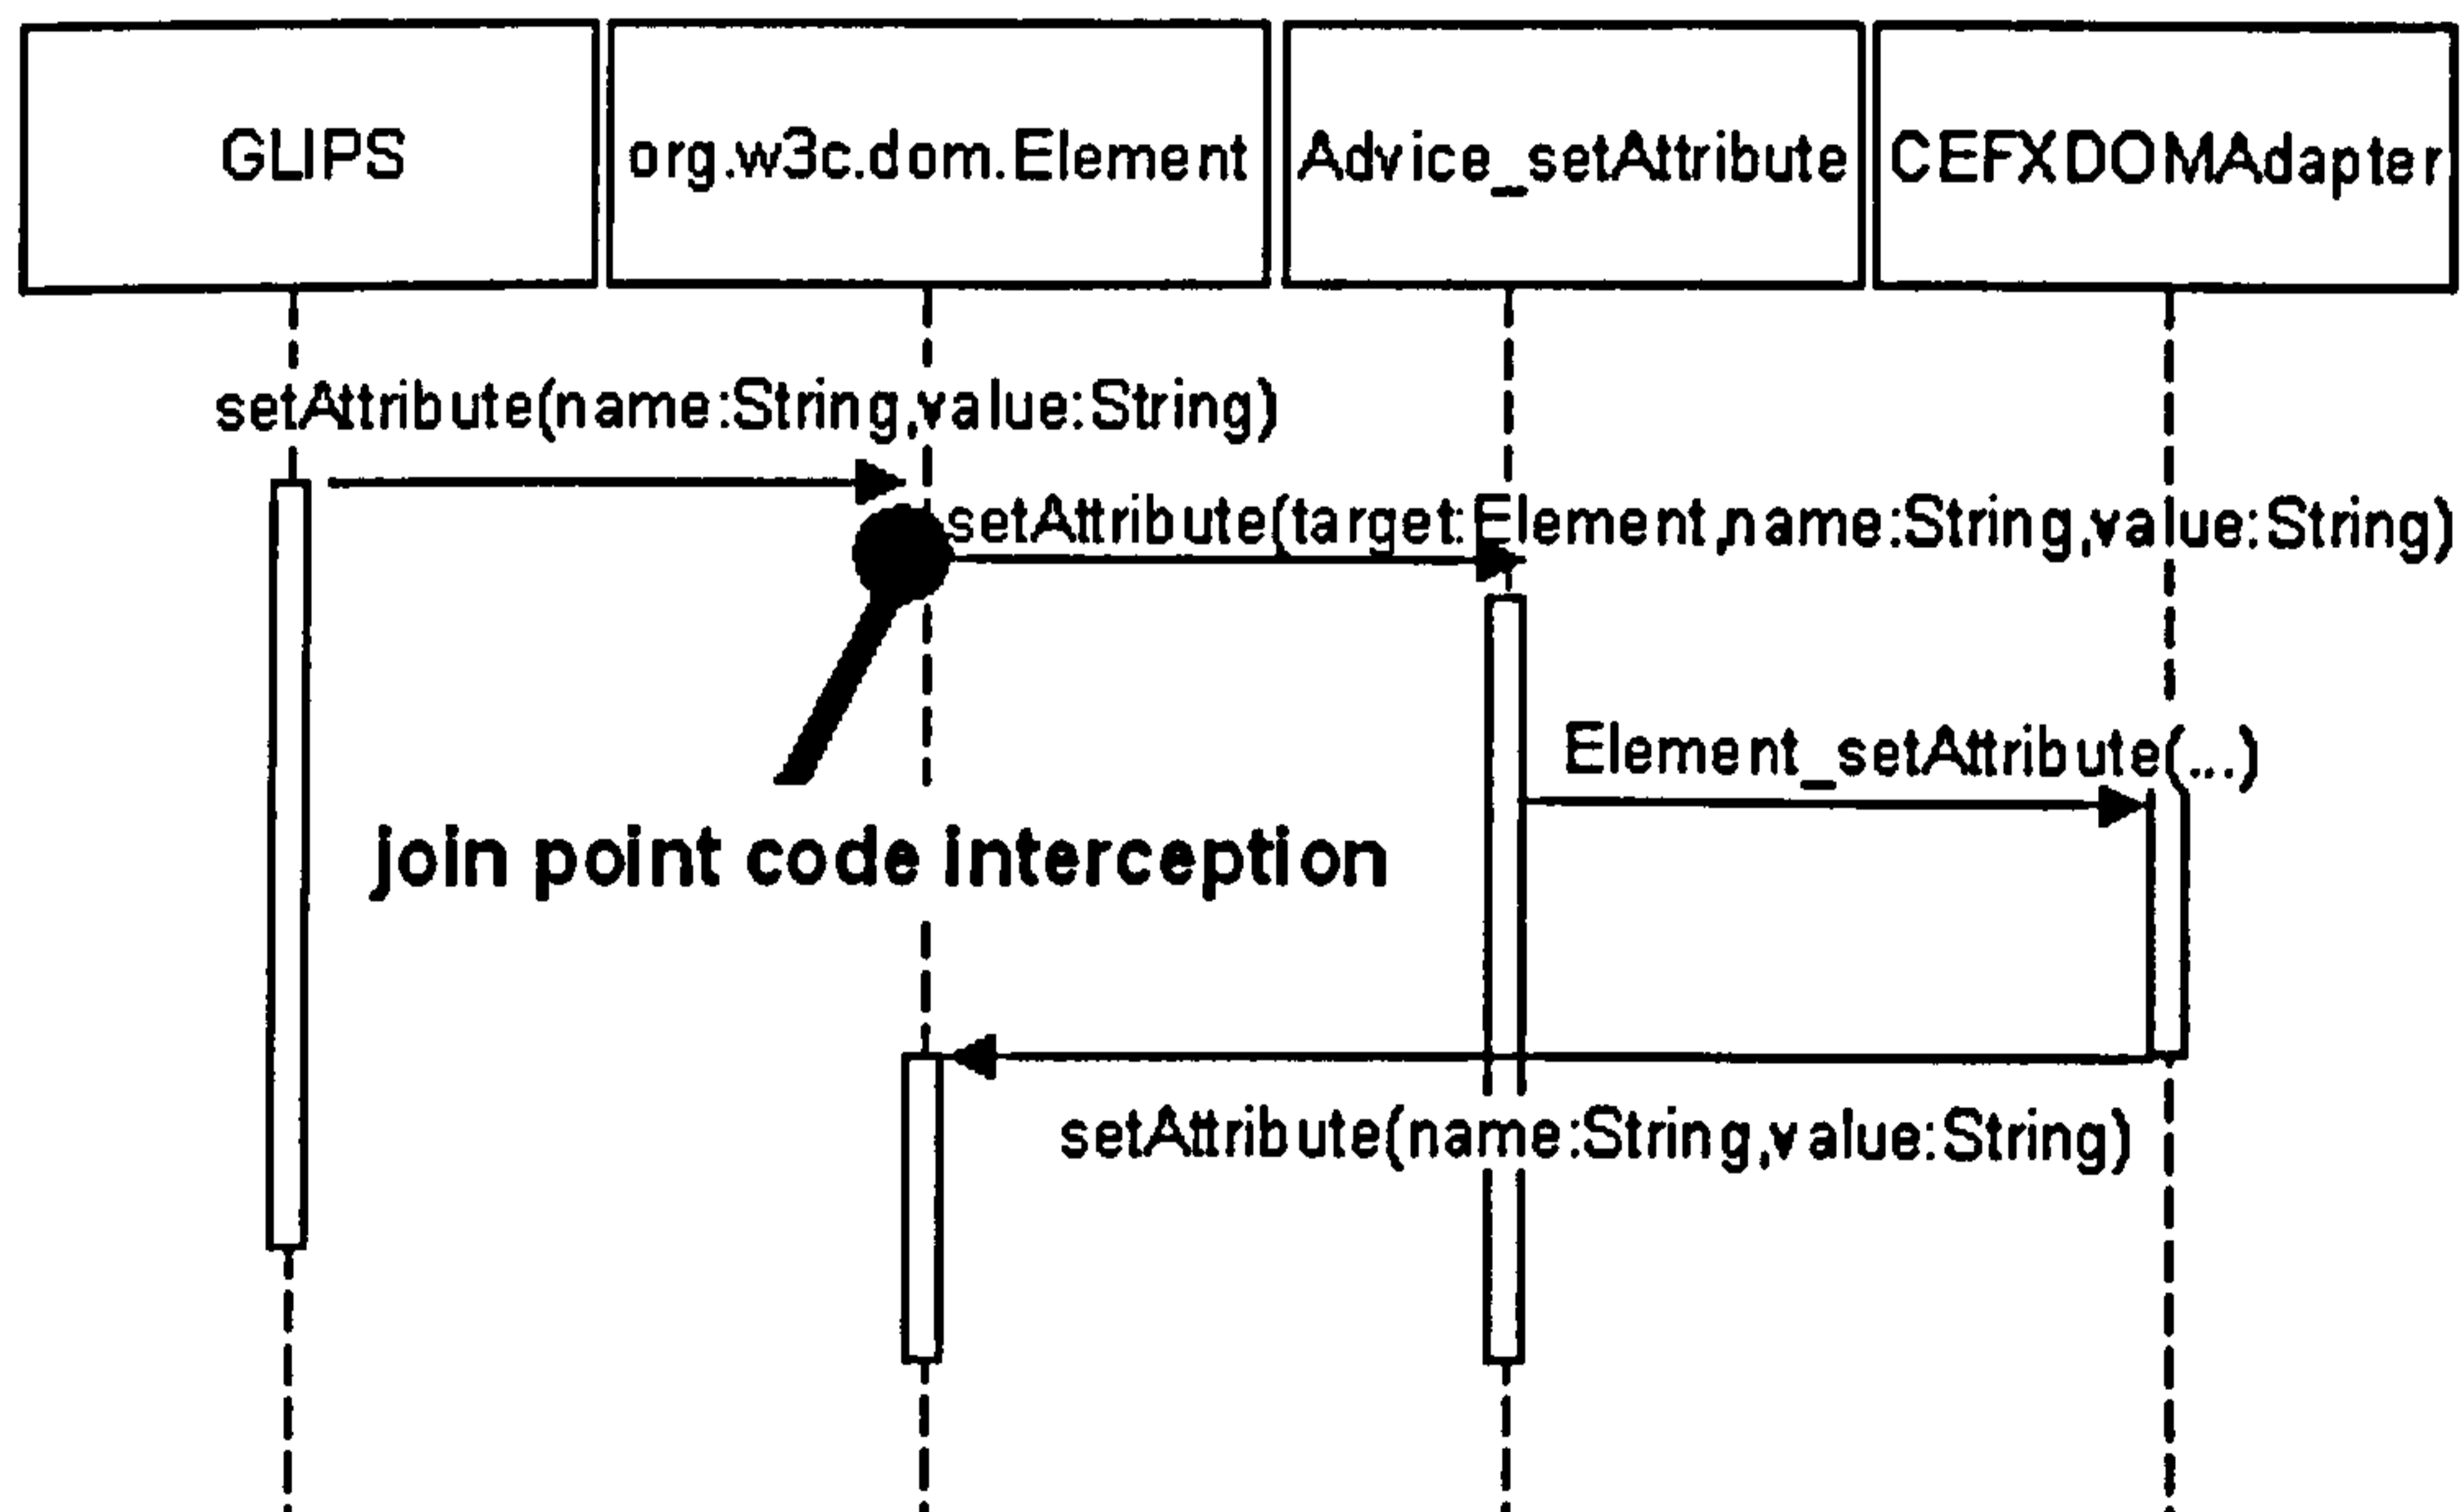 GLIPS
org.w3c.dom.Element
Advice_setAttribute
CEFXDOMAdapter
setAttribute(name:String,value:String)
setAttribute(target:Element,name:String,value:String)
Element_setAttribute(...)
join point code interception
setAttribute(name:String,value:String)